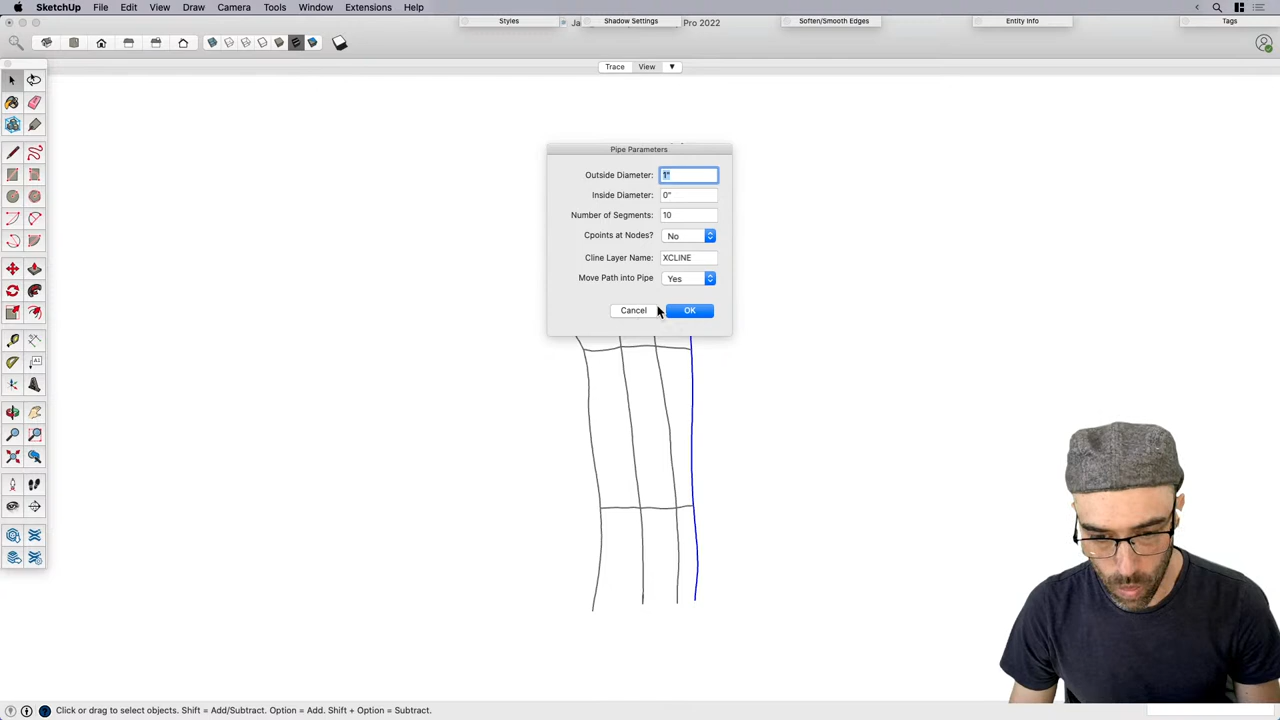 SketchUp File Edit View Draw Camera Tools Window Extensions Help
Styles
Ja
Shadow Settings
Pro 2022
Soften/Smooth Edges
Entity Info
Tags
Trace View ▼
Pipe Parameters
Outside Diameter: 1"
Inside Diameter: 0"
Number of Segments: 10
Cpoints at Nodes? No
Cline Layer Name: XCLINE
Move Path into Pipe Yes
Cancel OK
Click or drag to select objects. Shift = Add/Subtract. Option = Add. Shift + Option = Subtract.